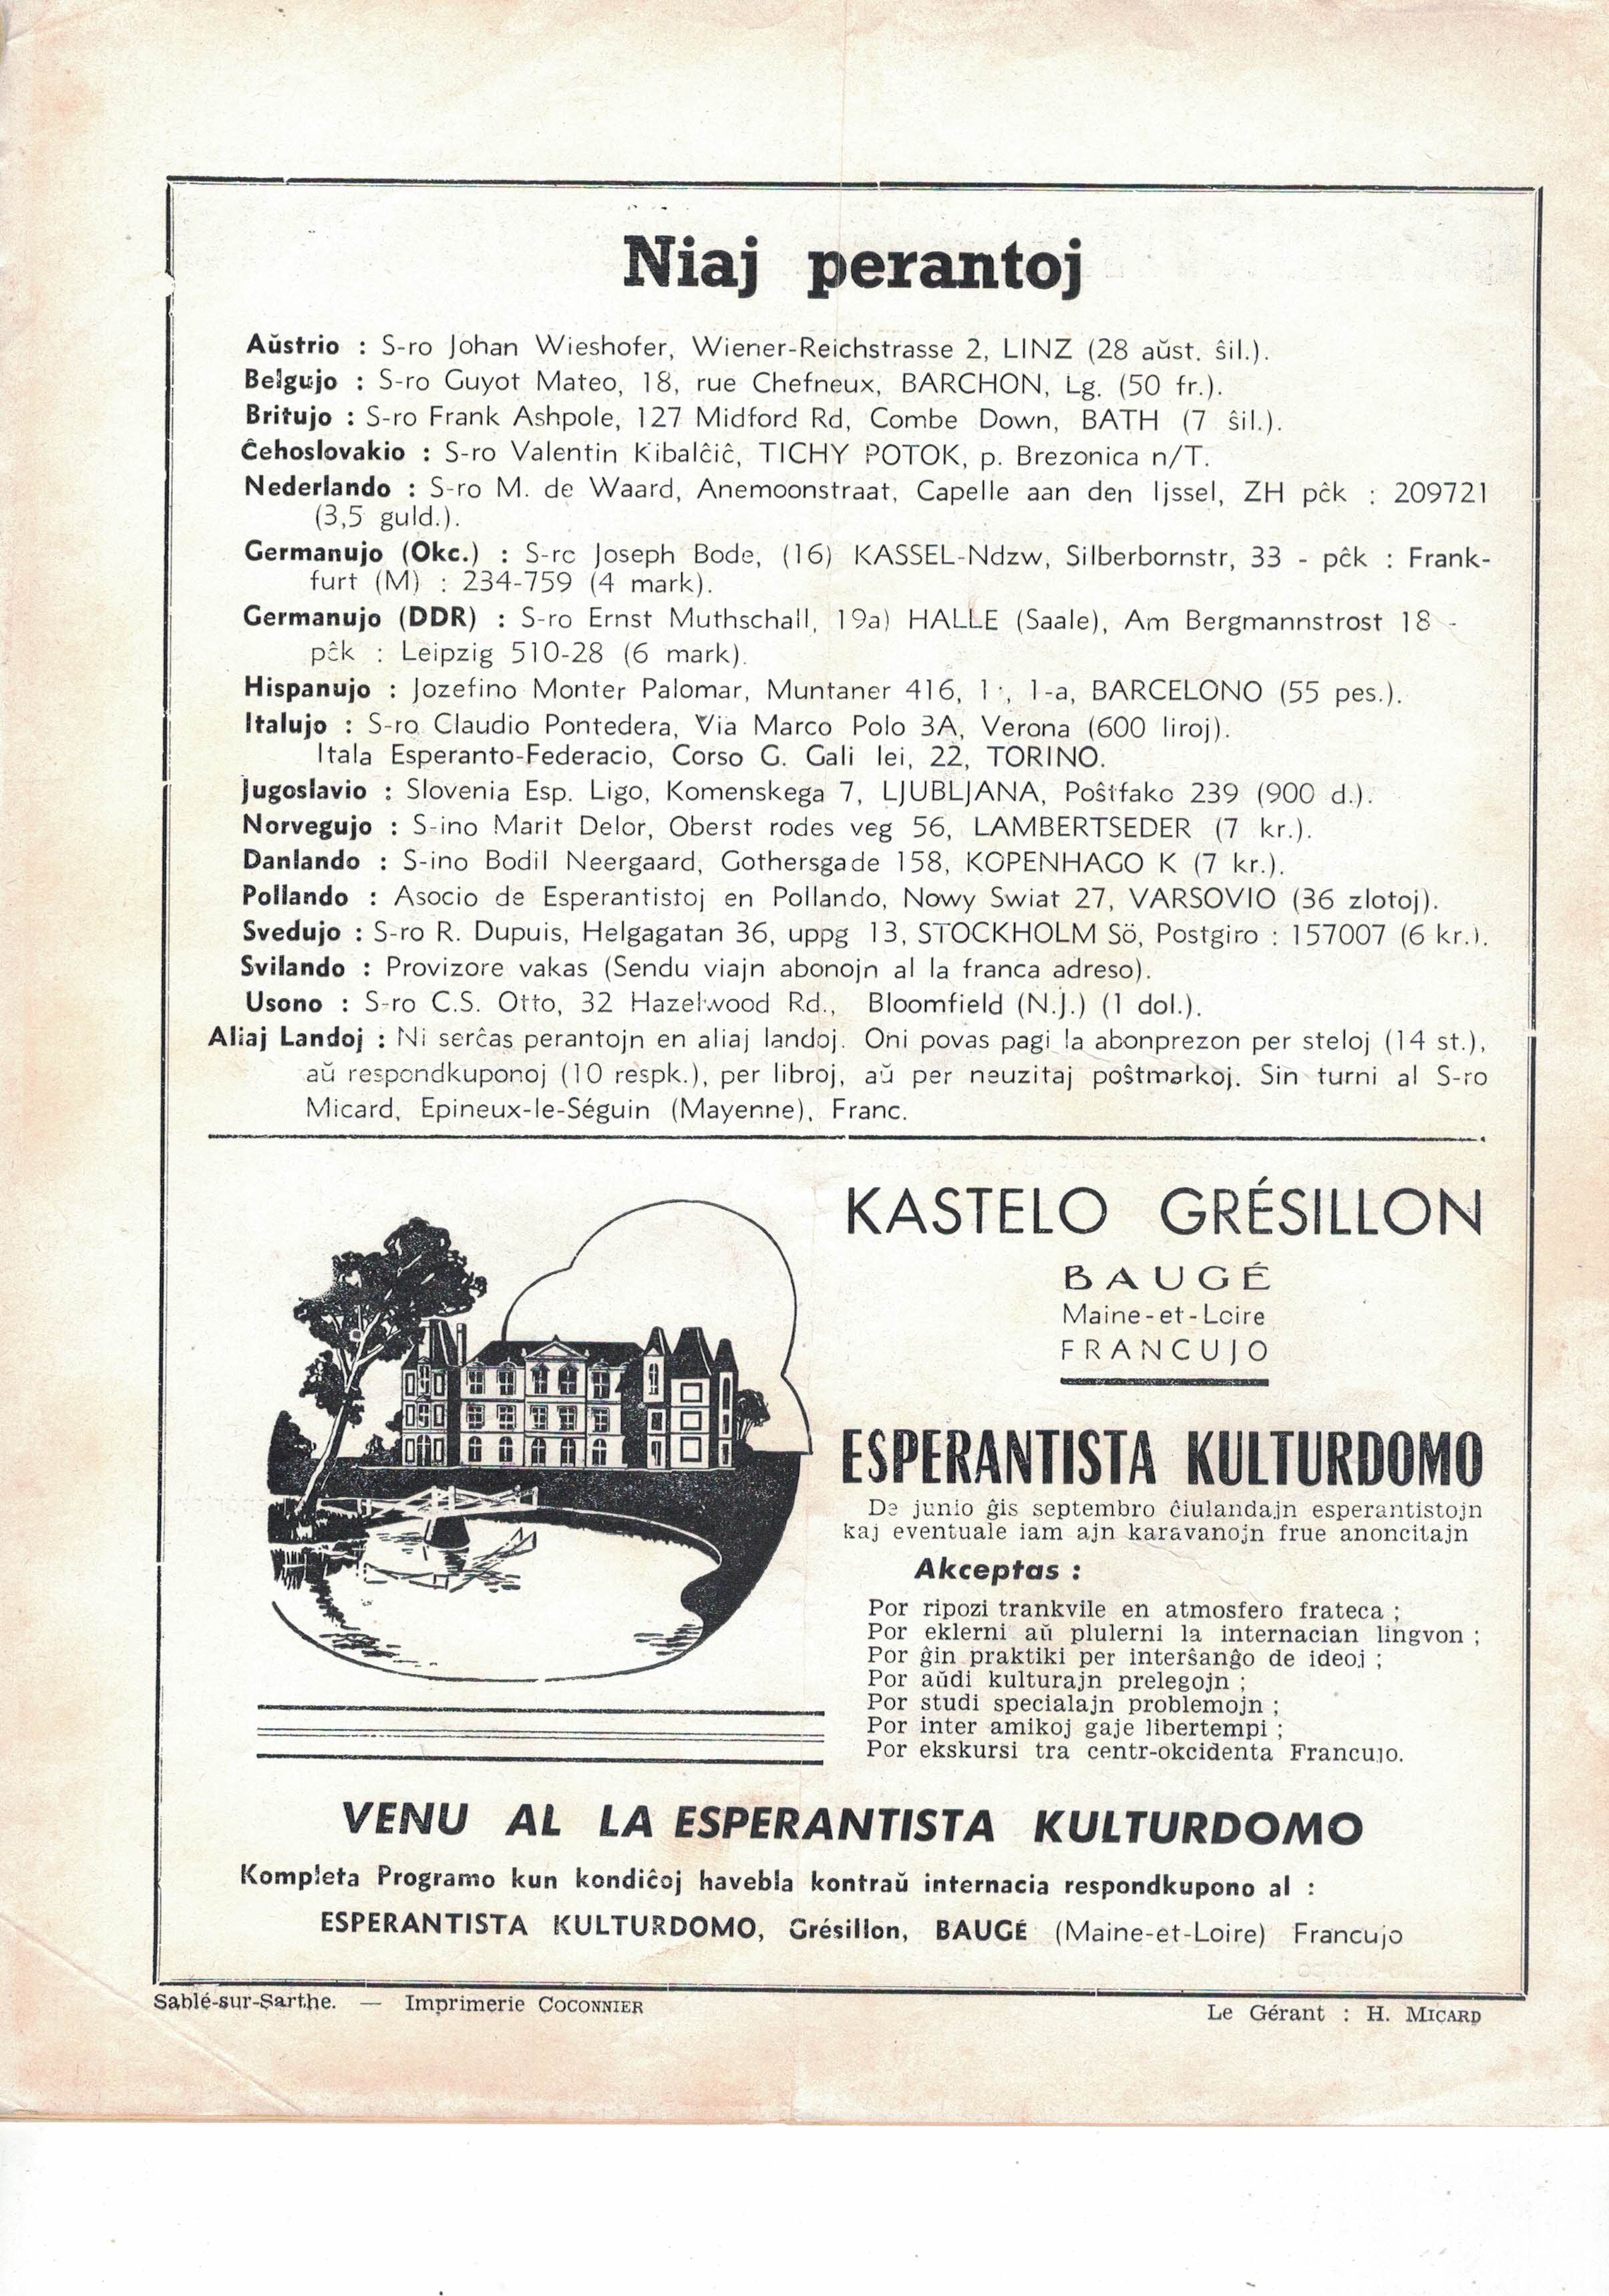 Niaj perantoj
Aŭstrio : S-ro Johan Wieshofer, Wiener-Reichstrasse 2, LINZ (28 aŭst. ŝil.).
Belgujo : S-ro Guyot Mateo, 18, rue Chefneux, BARCHON, Lg. (50 fr.).
Britujo : S-ro Frank Ashpole, 127 Midford Rd, Combe Down, BATH (7 ŝil.).
Ĉehoslovakio : S-ro Valentin Kibalĉiĉ, TICHY POTOK, p. Brezonica n/T.
Nederlando : S-ro M. de Waard, Anemoonstraat, Capelle aan den Ijssel, ZH pĉk : 209721
(3,5 guld.).
Germanujo (Okc.) : S-ro Joseph Bode, (16) KASSEL-Ndzw, Silberbornstr, 33 - pĉk : Frank-
furt (M) : 234-759 (4 mark).
Germanujo (DDR) : S-ro Ernst Muthschall, 19a) HALLE (Saale), Am Bergmannstrost 18 -
pĉk : Leipzig 510-28 (6 mark).
Hispanujo : Jozefino Monter Palomar, Muntaner 416, 1·, 1-a, BARCELONO (55 pes.).
Italujo : S-ro Claudio Pontedera, Via Marco Polo 3A, Verona (600 liroj).
Itala Esperanto-Federacio, Corso G. Gali lei, 22, TORINO.
Jugoslavio : Slovenia Esp. Ligo, Komenskega 7, LJUBLJANA, Poŝtfako 239 (900 d.).
Norvegujo : S-ino Marit Delor, Oberst rodes veg 56, LAMBERTSEDER (7 kr.).
Danlando : S-ino Bodil Neergaard, Gothersgade 158, KOPENHAGO K (7 kr.).
Pollando : Asocio de Esperantistoj en Pollando, Nowy Swiat 27, VARSOVIO (36 zlotoj).
Svedujo : S-ro R. Dupuis, Helgagatan 36, uppg 13, STOCKHOLM Sö, Postgiro : 157007 (6 kr.).
Svilando : Provizore vakas (Sendu viajn abonojn al la franca adreso).
Usono : S-ro C.S. Otto, 32 Hazelwood Rd., Bloomfield (N.J.) (1 dol.).
Aliaj Landoj : Ni serĉas perantojn en aliaj landoj. Oni povas pagi la abonprezon per steloj (14 st.),
aŭ respondkuponoj (10 respk.), per libroj, aŭ per neuzitaj poŝtmarkoj. Sin turni al S-ro
Micard, Epineux-le-Séguin (Mayenne), Franc.
KASTELO GRÉSILLON
BAUGÉ
Maine-et-Loire
FRANCUJO
ESPERANTISTA KULTURDOMO
De junio ĝis septembro ĉiulandajn esperantistojn
kaj eventuale iam ajn karavanojn frue anoncitajn
Akceptas :
Por ripozi trankvile en atmosfero frateca ;
Por eklerni aŭ plulerni la internacian lingvon ;
Por ĝin praktiki per interŝanĝo de ideoj ;
Por aŭdi kulturajn prelegojn ;
Por studi specialajn problemojn ;
Por inter amikoj gaje libertempi ;
Por ekskursi tra centr-okcidenta Francujo.
VENU AL LA ESPERANTISTA KULTURDOMO
Kompleta Programo kun kondiĉoj havebla kontraŭ internacia respondkupono al :
ESPERANTISTA KULTURDOMO, Grésillon, BAUGÉ (Maine-et-Loire) Francujo
Sablé-sur-Sarthe. — Imprimerie COCONNIER
Le Gérant : H. MICARD